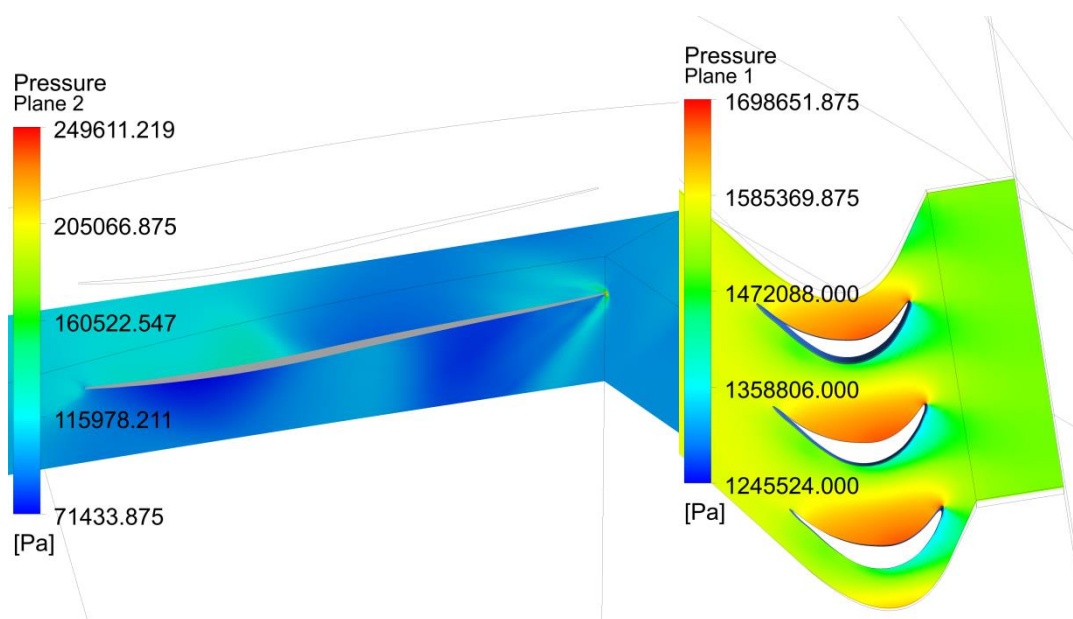 Pressure
Plane 2
249611.219
205066.875
160522.547
115978.211
71433.875
[Pa]
Pressure
Plane 1
1698651.875
1585369.875
1472088.000
1358806.000
1245524.000
[Pa]